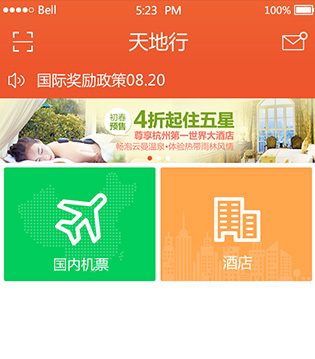 Bell 5:23 PM 100%
天地行
国际奖励政策08.20
初春
预售
4折起住五星
尊享杭州第一世界大酒店
畅泡云曼温泉·体验热带雨林风情
国内机票
酒店